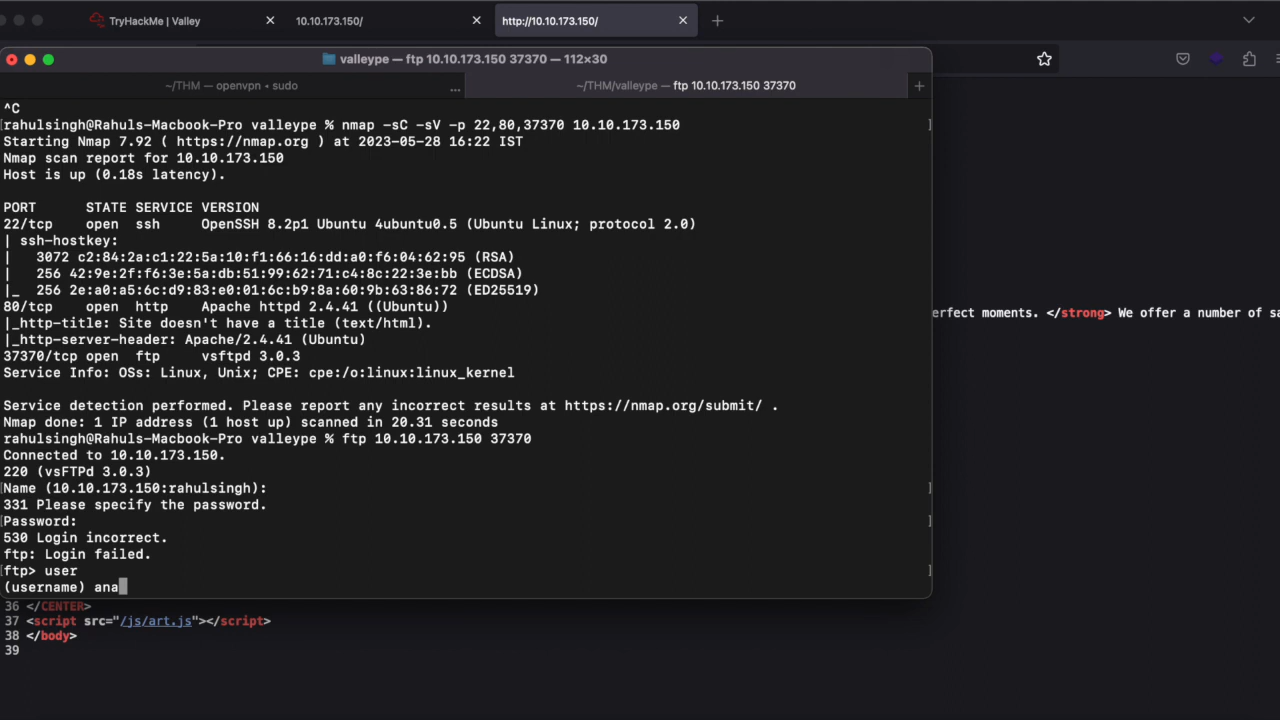 TryHackMe | Valley
10.10.173.150/
http://10.10.173.150/
valleype — ftp 10.10.173.150 37370 — 112×30
~/THM — openvpn • sudo
...
~/THM/valleype — ftp 10.10.173.150 37370
^C
[rahulsingh@Rahuls-Macbook-Pro valleype % nmap -sC -sV -p 22,80,37370 10.10.173.150 ]
Starting Nmap 7.92 ( https://nmap.org ) at 2023-05-28 16:22 IST
Nmap scan report for 10.10.173.150
Host is up (0.18s latency).
PORT      STATE SERVICE VERSION
22/tcp    open  ssh     OpenSSH 8.2p1 Ubuntu 4ubuntu0.5 (Ubuntu Linux; protocol 2.0)
| ssh-hostkey:
|   3072 c2:84:2a:c1:22:5a:10:f1:66:16:dd:a0:f6:04:62:95 (RSA)
|   256 42:9e:2f:f6:3e:5a:db:51:99:62:71:c4:8c:22:3e:bb (ECDSA)
|_  256 2e:a0:a5:6c:d9:83:e0:01:6c:b9:8a:60:9b:63:86:72 (ED25519)
80/tcp    open  http    Apache httpd 2.4.41 ((Ubuntu))
|_http-title: Site doesn't have a title (text/html).
|_http-server-header: Apache/2.4.41 (Ubuntu)
37370/tcp open  ftp     vsftpd 3.0.3
Service Info: OSs: Linux, Unix; CPE: cpe:/o:linux:linux_kernel
Service detection performed. Please report any incorrect results at https://nmap.org/submit/ .
Nmap done: 1 IP address (1 host up) scanned in 20.31 seconds
rahulsingh@Rahuls-Macbook-Pro valleype % ftp 10.10.173.150 37370
Connected to 10.10.173.150.
220 (vsFTPd 3.0.3)
[Name (10.10.173.150:rahulsingh): ]
331 Please specify the password.
[Password: ]
530 Login incorrect.
ftp: Login failed.
[ftp> user ]
(username) ana
erfect moments. </strong> We offer a number of sa
36 </CENTER>
37 <script src="/js/art.js"></script>
38 </body>
39